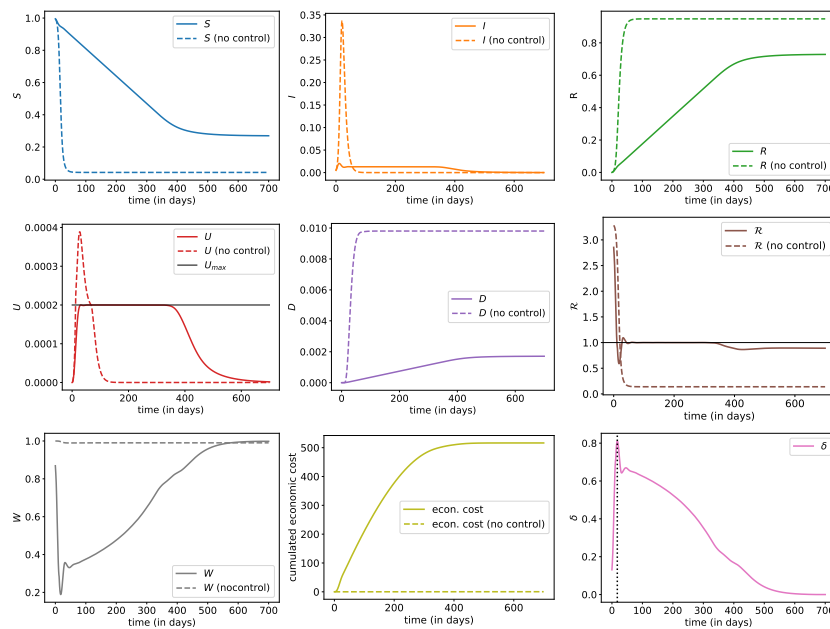 S
S (no control)
1.0
0.8
0.6
0.4
0.2
0.0
S
0 100 200 300 400 500 600 700
time (in days)
I
I (no control)
0.35
0.30
0.25
0.20
0.15
0.10
0.05
0.00
I
0 200 400 600
time (in days)
R
R (no control)
0.8
0.6
0.4
0.2
0.0
R
0 100 200 300 400 500 600 700
time (in days)
U
U (no control)
Umax
0.0004
0.0003
0.0002
0.0001
0.0000
U
0 200 400 600
time (in days)
D
D (no control)
0.010
0.008
0.006
0.004
0.002
0.000
D
0 200 400 600
time (in days)
ℛ
ℛ (no control)
3.0
2.5
2.0
1.5
1.0
0.5
0.0
ℛ
0 100 200 300 400 500 600 700
time (in days)
W
W (nocontrol)
1.0
0.8
0.6
0.4
0.2
W
0 100 200 300 400 500 600 700
time (in days)
econ. cost
econ. cost (no control)
500
400
300
200
100
0
cumulated economic cost
0 200 400 600
time (in days)
δ
0.8
0.6
0.4
0.2
0.0
δ
0 100 200 300 400 500 600 700
time (in days)